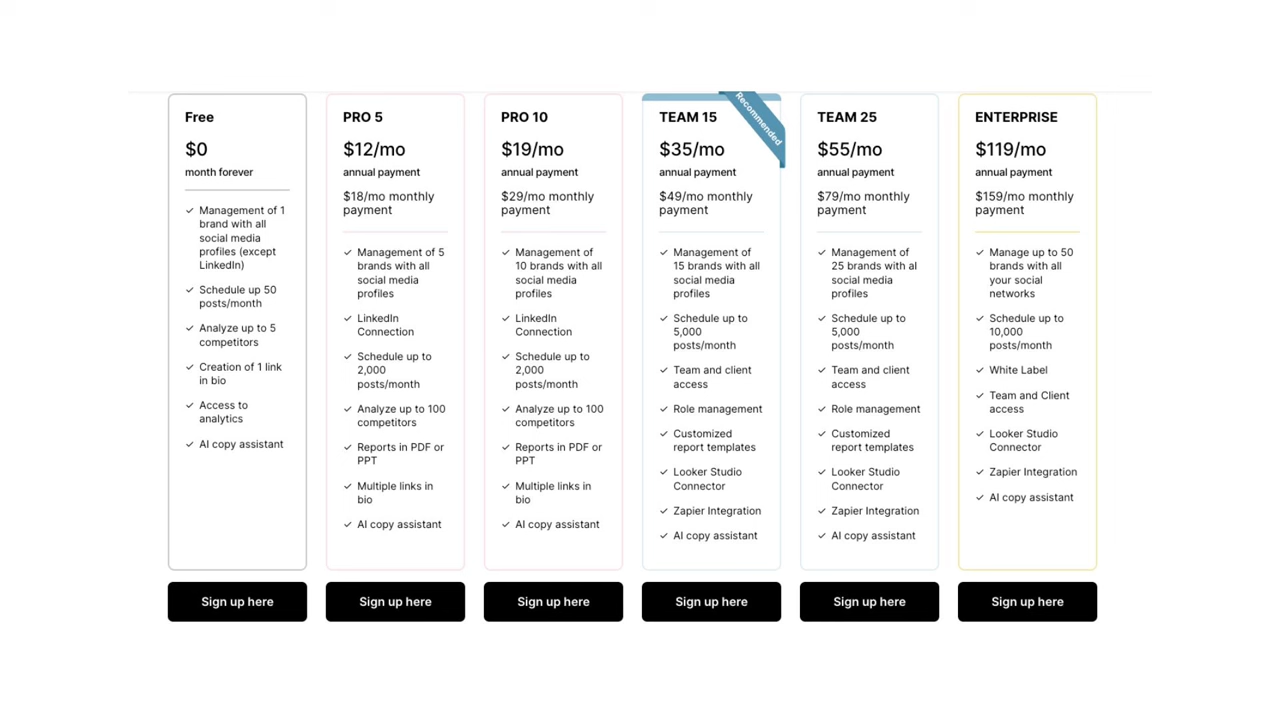 Free
$0
month forever
✓ Management of 1
brand with all
social media
profiles (except
LinkedIn)
✓ Schedule up 50
posts/month
✓ Analyze up to 5
competitors
✓ Creation of 1 link
in bio
✓ Access to
analytics
✓ AI copy assistant
Sign up here
PRO 5
$12/mo
annual payment
$18/mo monthly
payment
✓ Management of 5
brands with all
social media
profiles
✓ LinkedIn
Connection
✓ Schedule up to
2,000
posts/month
✓ Analyze up to 100
competitors
✓ Reports in PDF or
PPT
✓ Multiple links in
bio
✓ AI copy assistant
Sign up here
PRO 10
$19/mo
annual payment
$29/mo monthly
payment
✓ Management of
10 brands with all
social media
profiles
✓ LinkedIn
Connection
✓ Schedule up to
2,000
posts/month
✓ Analyze up to 100
competitors
✓ Reports in PDF or
PPT
✓ Multiple links in
bio
✓ AI copy assistant
Sign up here
Recommended
TEAM 15
$35/mo
annual payment
$49/mo monthly
payment
✓ Management of
15 brands with all
social media
profiles
✓ Schedule up to
5,000
posts/month
✓ Team and client
access
✓ Role management
✓ Customized
report templates
✓ Looker Studio
Connector
✓ Zapier Integration
✓ AI copy assistant
Sign up here
TEAM 25
$55/mo
annual payment
$79/mo monthly
payment
✓ Management of
25 brands with al
social media
profiles
✓ Schedule up to
5,000
posts/month
✓ Team and client
access
✓ Role management
✓ Customized
report templates
✓ Looker Studio
Connector
✓ Zapier Integration
✓ AI copy assistant
Sign up here
ENTERPRISE
$119/mo
annual payment
$159/mo monthly
payment
✓ Manage up to 50
brands with all
your social
networks
✓ Schedule up to
10,000
posts/month
✓ White Label
✓ Team and Client
access
✓ Looker Studio
Connector
✓ Zapier Integration
✓ AI copy assistant
Sign up here